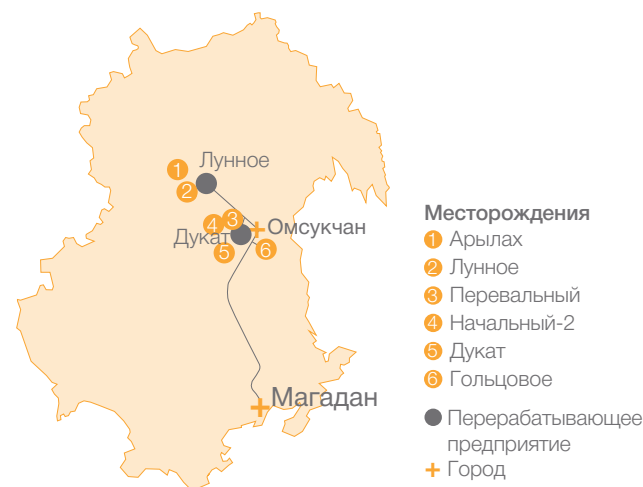 1
Лунное
2
4
3
Омсукчан
Дукат
5
6
Магадан
Месторождения
1 Арылах
2 Лунное
3 Перевальный
4 Начальный-2
5 Дукат
6 Гольцовое
Перерабатывающее
предприятие
Город